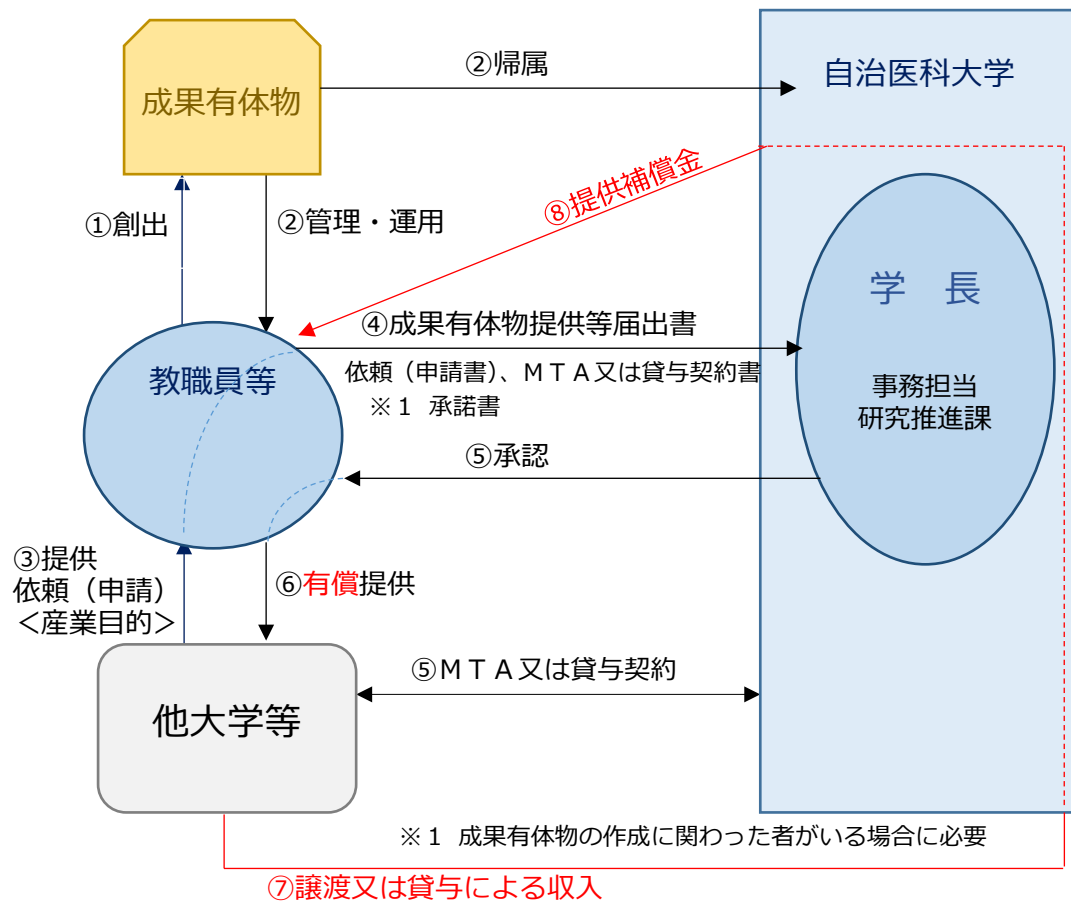 ②帰属
自治医科大学
成果有体物
⑧提供補償金
①創出
②管理・運用
学　長
④成果有体物提供等届出書
教職員等
依頼（申請書）、ＭＴＡ又は貸与契約書
※１ 承諾書
事務担当
研究推進課
⑤承認
③提供
依頼（申請）
＜産業目的＞
⑥有償提供
⑤ＭＴＡ又は貸与契約
他大学等
※１ 成果有体物の作成に関わった者がいる場合に必要
⑦譲渡又は貸与による収入